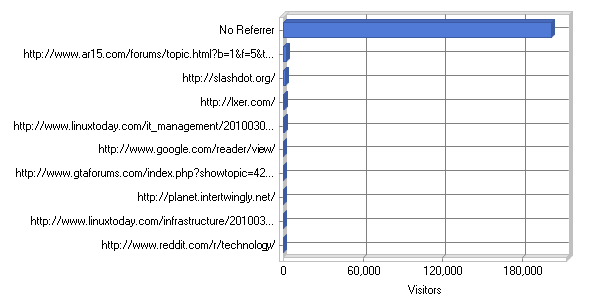 No Referrer
http://www.ar15.com/forums/topic.html?b=1&f=5&t...
http://slashdot.org/
http://lxer.com/
http://www.linuxtoday.com/it_management/2010030...
http://www.google.com/reader/view/
http://www.gtaforums.com/index.php?showtopic=42...
http://planet.intertwingly.net/
http://www.linuxtoday.com/infrastructure/201003...
http://www.reddit.com/r/technology/
0 60,000 120,000 180,000
Visitors